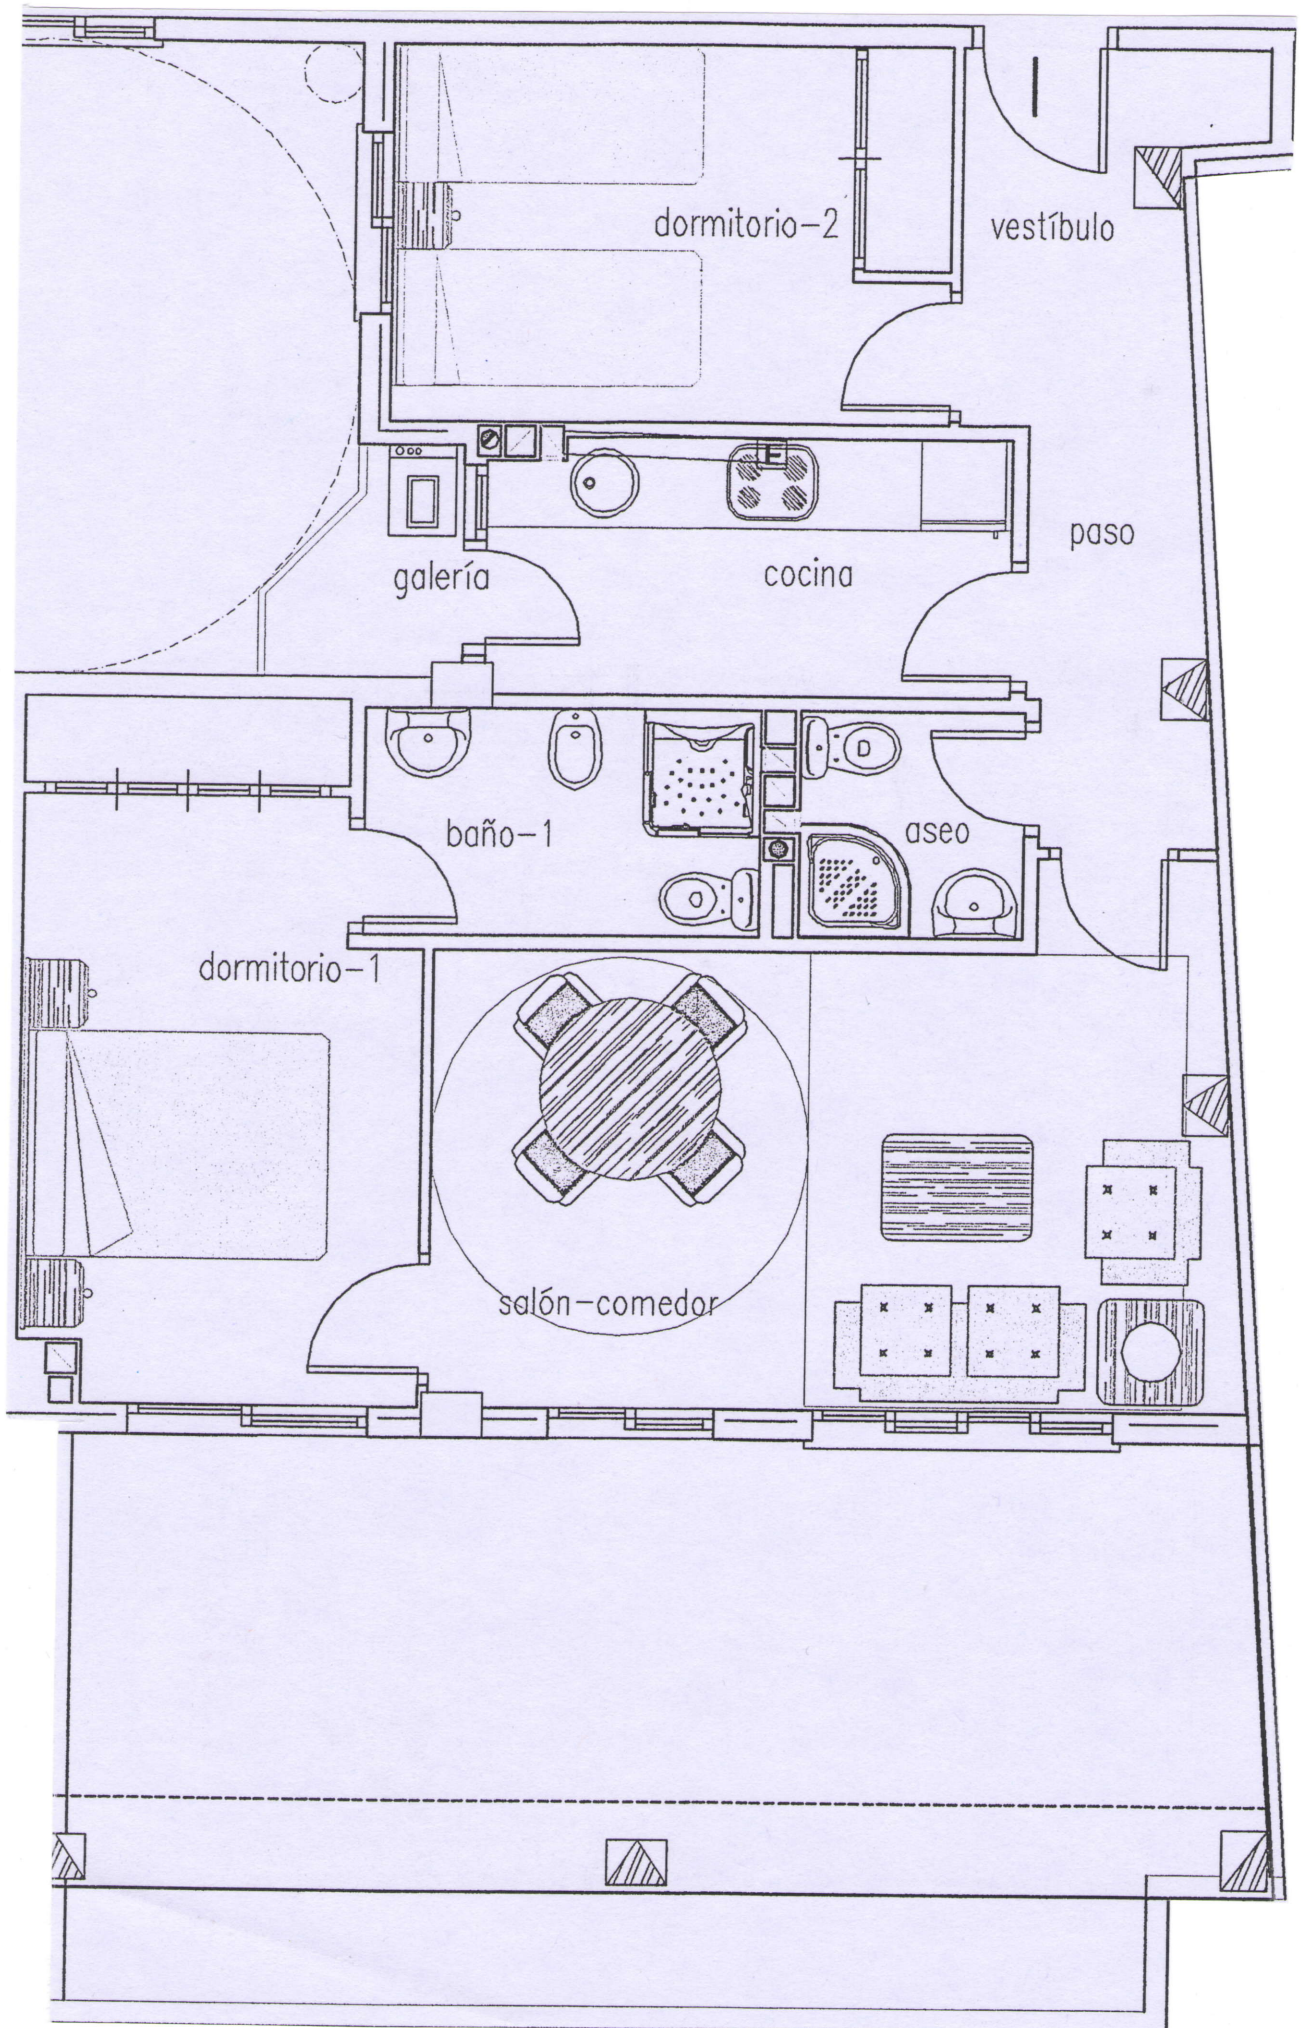 dormitorio-2
vestíbulo
E
paso
galería
cocina
D
baño-1
aseo
dormitorio-1
salón-comedor